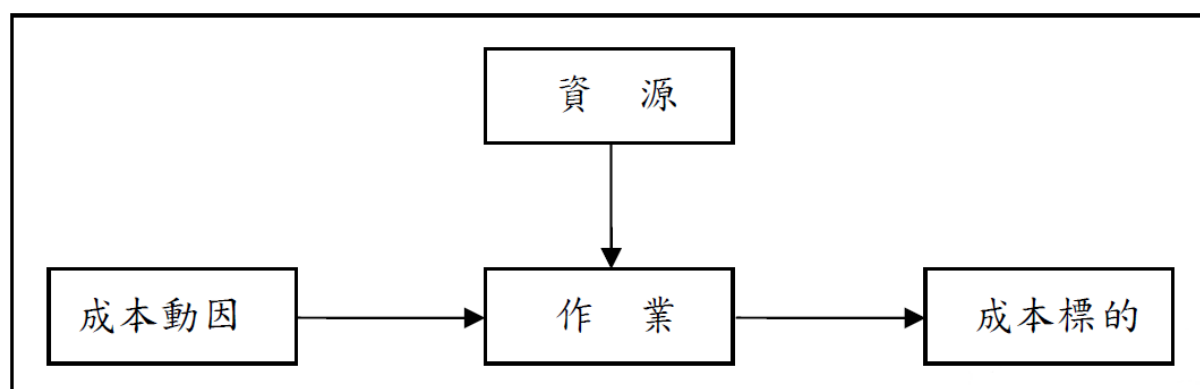 資 源
成本動因
作 業
成本標的